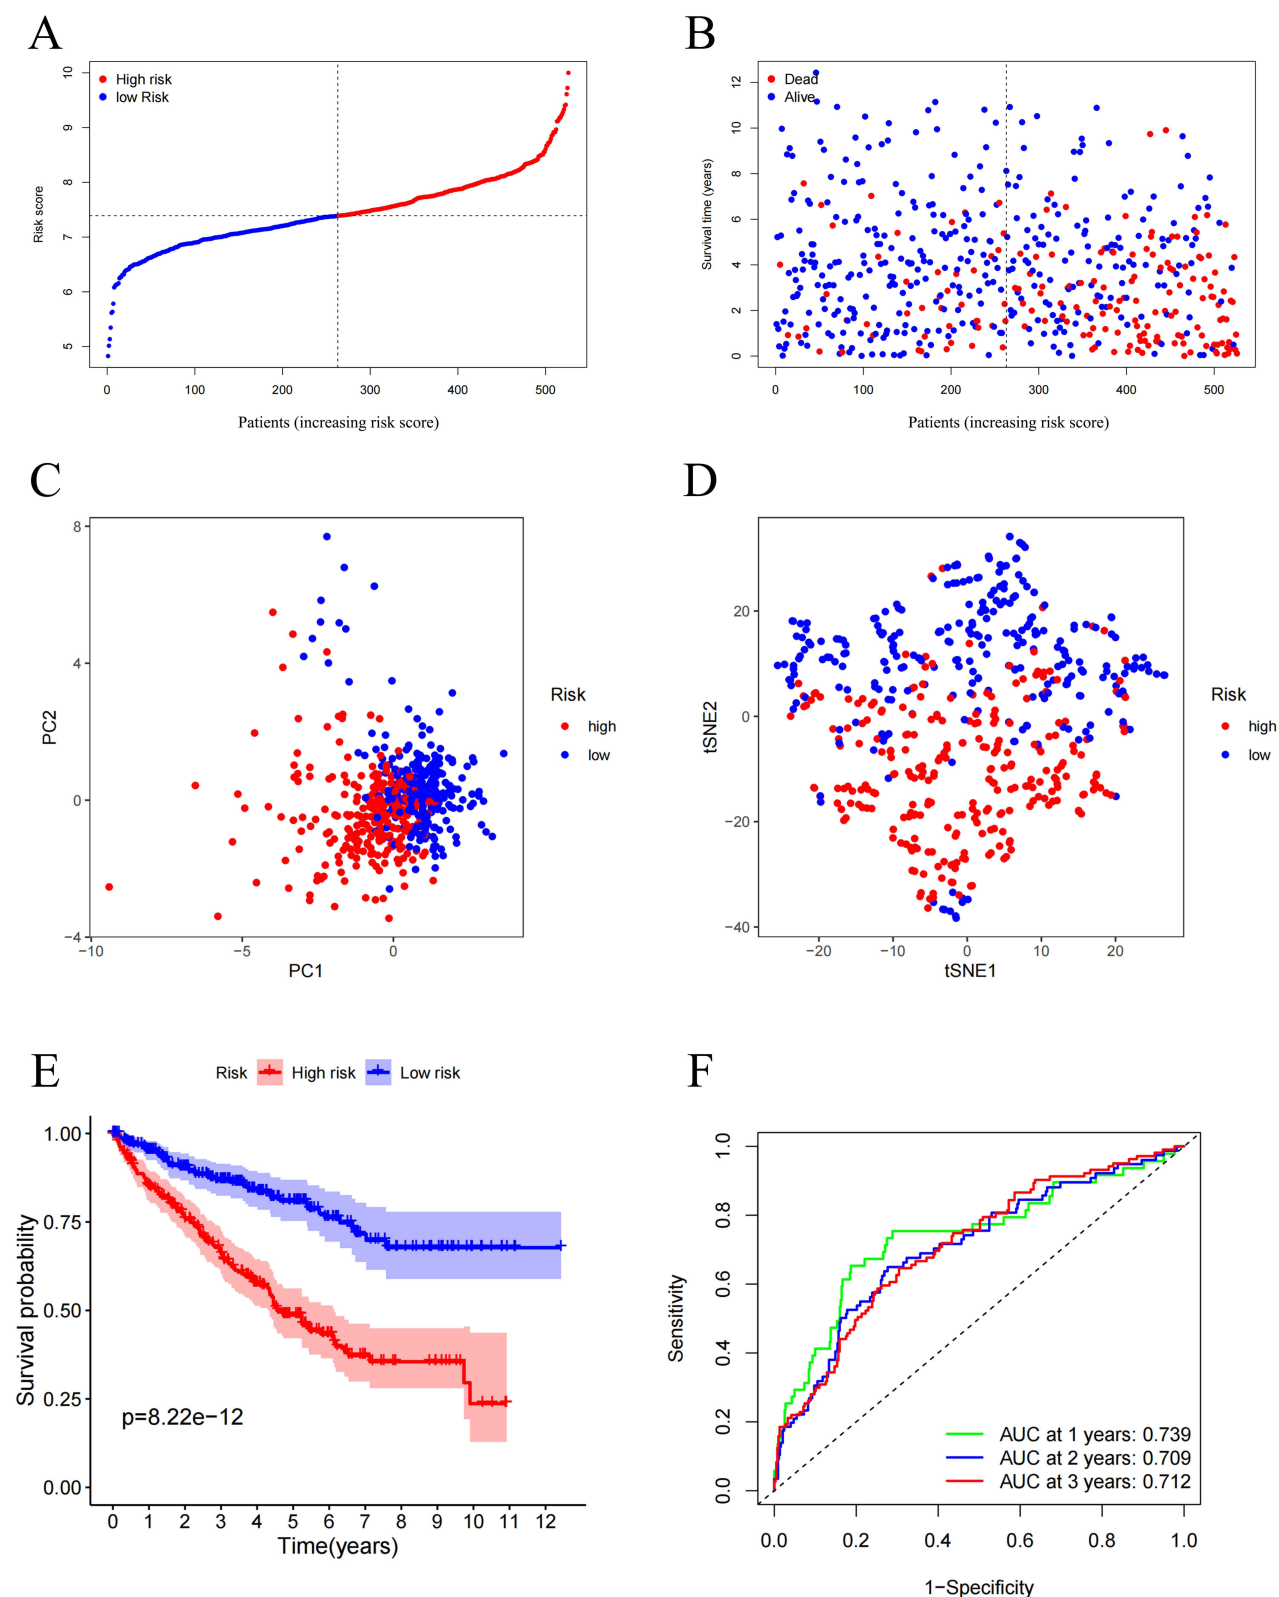 A
High risk
low Risk
Risk score
10
9
8
7
6
5
0 100 200 300 400 500
Patients (increasing risk score)
B
Dead
Alive
Survival time (years)
12
10
8
6
4
2
0
0 100 200 300 400 500
Patients (increasing risk score)
C
PC2
8
4
0
−4
−10 −5 0
PC1
Risk
high
low
D
tSNE2
20
0
−20
−40
−20 −10 0 10 20
tSNE1
Risk
high
low
E
Risk High risk Low risk
Survival probability
1.00
0.75
0.50
0.25
0.00
p=8.22e−12
0 1 2 3 4 5 6 7 8 9 10 11 12
Time(years)
F
Sensitivity
1.0
0.8
0.6
0.4
0.2
0.0
AUC at 1 years: 0.739
AUC at 2 years: 0.709
AUC at 3 years: 0.712
0.0 0.2 0.4 0.6 0.8 1.0
1−Specificity